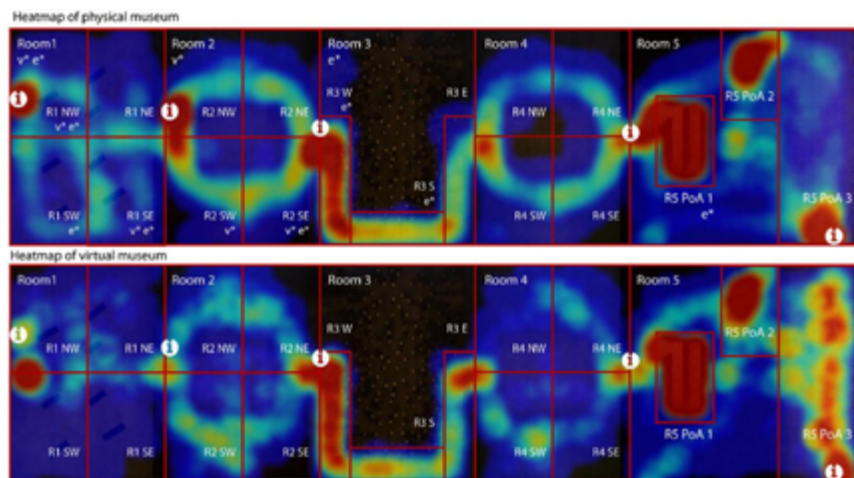 Heatmap of physical museum
Room1 Room 2 Room 3 Room 4 Room 5
v* e* v* e*
R5 PoA 2
R3 W R3 E
e*
R1 NW R1 NE R2 NW R2 NE R4 NW R4 NE
v* e*
R3 S
e*
R1 SW R1 SE R2 SW R2 SE R4 SW R4 SE R5 PoA 1 R5 PoA 3
e* v* e* v* v* e* e*
Heatmap of virtual museum
Room1 Room 2 Room 3 Room 4 Room 5
R3 W R3 E R5 PoA 2
R1 NW R1 NE R2 NW R2 NE R4 NW R4 NE
R3 S
R5 PoA 1 R5 PoA 3
R1 SW R1 SE R2 SW R2 SE R4 SW R4 SE